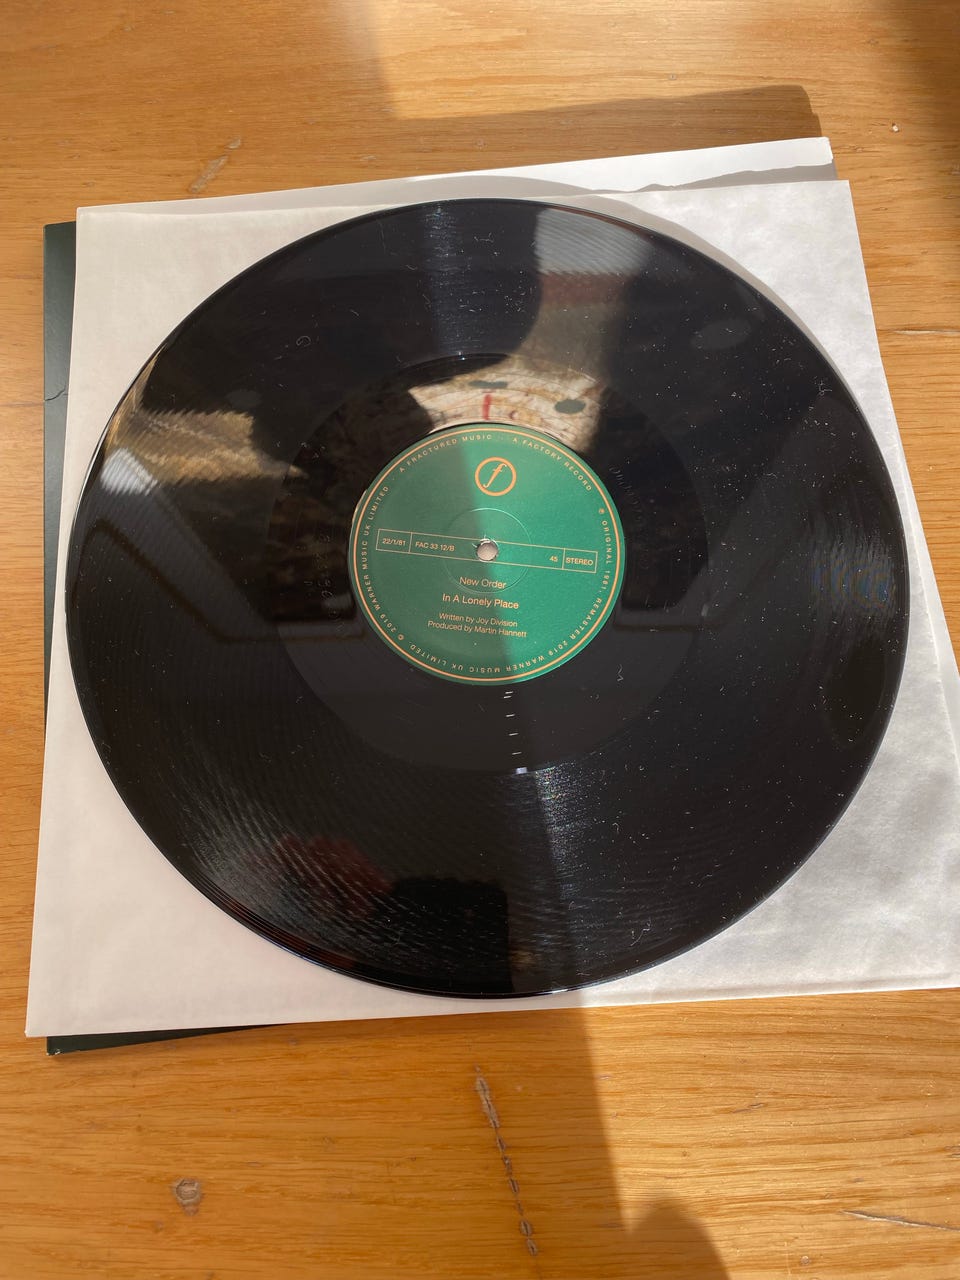 © 2019 WARNER MUSIC UK LIMITED · A FRACTURED MUSIC · A FACTORY RECORD
℗ ORIGINAL 1981, REMASTER 2019 WARNER MUSIC UK LIMITED
f
22/1/81 FAC 33 12/B 45 STEREO
New Order
In A Lonely Place
Written by Joy Division
Produced by Martin Hannett